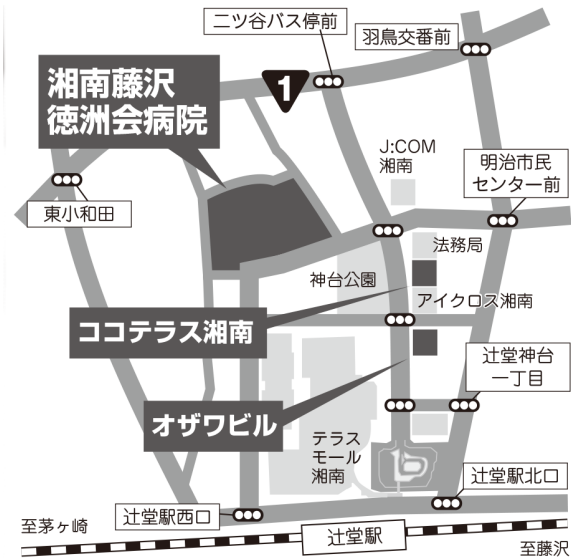 二ツ谷バス停前
羽鳥交番前
湘南藤沢
徳洲会病院
1
J:COM
湘南
明治市民
センター前
東小和田
法務局
神台公園
アイクロス湘南
ココテラス湘南
辻堂神台
一丁目
オザワビル
テラス
モール
湘南
辻堂駅北口
辻堂駅西口
至茅ヶ崎
辻堂駅
至藤沢